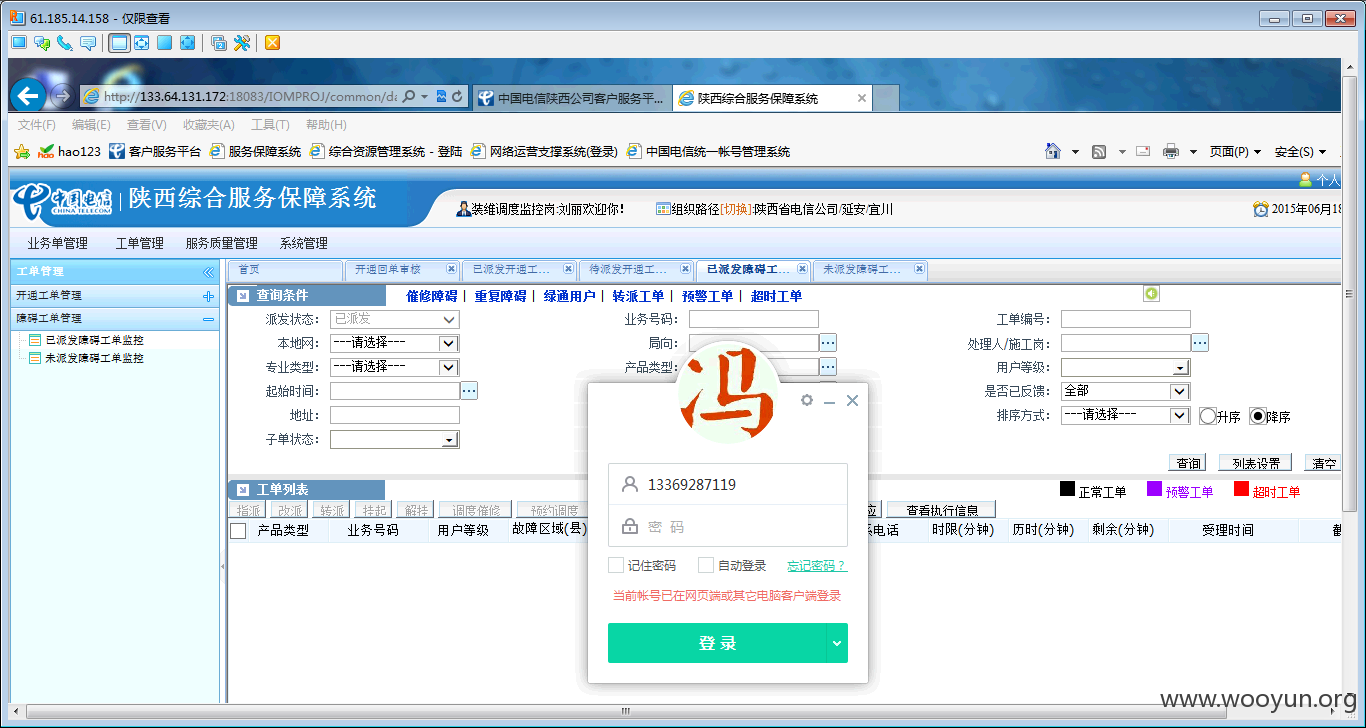 61.185.14.158 - 仅限查看
http://133.64.131.172:18083/IOMPROJ/common/da
中国电信陕西公司客户服务平...
陕西综合服务保障系统
文件(F) 编辑(E) 查看(V) 收藏夹(A) 工具(T) 帮助(H)
hao123 客户服务平台 服务保障系统 综合资源管理系统 - 登陆 网络运营支撑系统(登录) 中国电信统一帐号管理系统 页面(P) 安全(S)
个人
中国电信 CHINA TELECOM 陕西综合服务保障系统
装维调度监控岗:刘丽欢迎你! 组织路径[切换]:陕西省电信公司/延安/宜川 2015年06月18
业务单管理 工单管理 服务质量管理 系统管理
工单管理
开通工单管理
障碍工单管理
已派发障碍工单监控
未派发障碍工单监控
首页 开通回单审核 已派发开通工... 待派发开通工... 已派发障碍工... 未派发障碍工...
查询条件 催修障碍 | 重复障碍 | 绿通用户 | 转派工单 | 预警工单 | 超时工单
派发状态: 已派发 业务号码: 工单编号:
本地网: ---请选择--- 局向: 处理人/施工岗:
专业类型: ---请选择--- 产品类型: 用户等级:
起始时间: 是否已反馈: 全部
地址: 排序方式: ---请选择--- 升序 降序
子单状态:
查询 列表设置 清空
工单列表 正常工单 预警工单 超时工单
指派 改派 转派 挂起 解挂 调度催修 预约调度 应 查看执行信息
产品类型 业务号码 用户等级 故障区域(县) 系电话 时限(分钟) 历时(分钟) 剩余(分钟) 受理时间
冯
13369287119
密 码
记住密码 自动登录 忘记密码?
当前帐号已在网页端或其它电脑客户端登录
登 录
www.wooyun.org